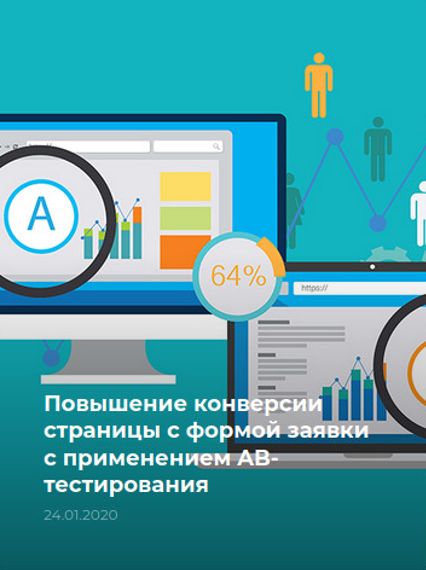 A
64%
https://
Повышение конверсии
страницы с формой заявки
с применением АВ-
тестирования
24.01.2020